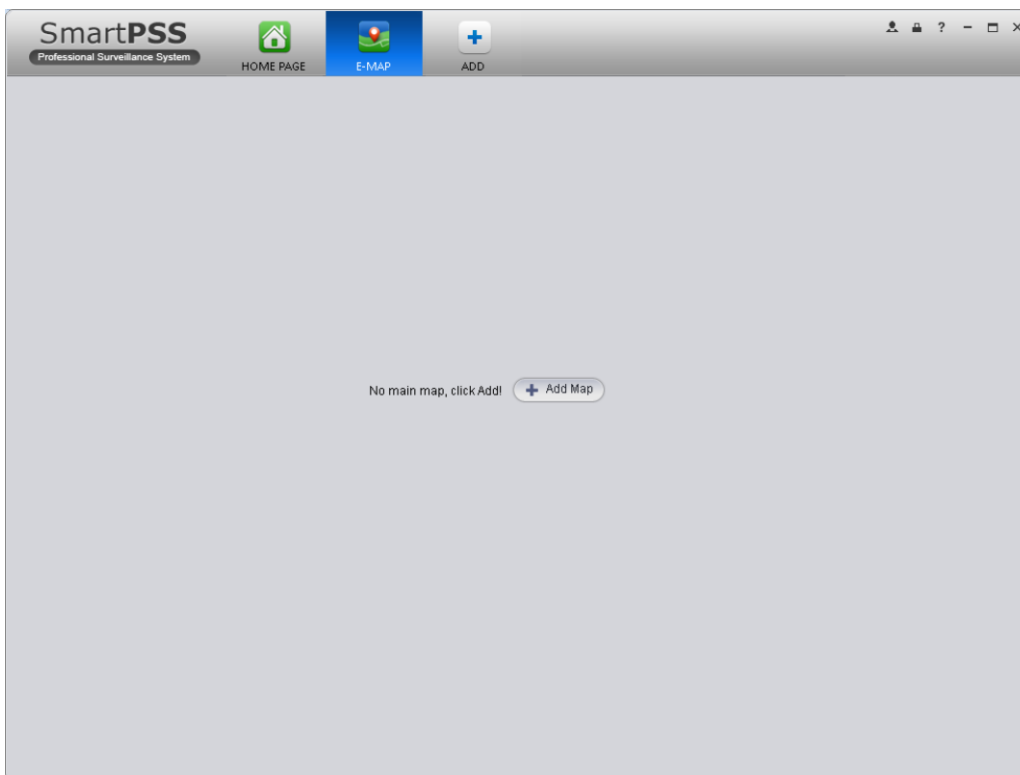 SmartPSS
Professional Surveillance System
HOME PAGE
E-MAP
ADD
?
No main map, click Add!
Add Map